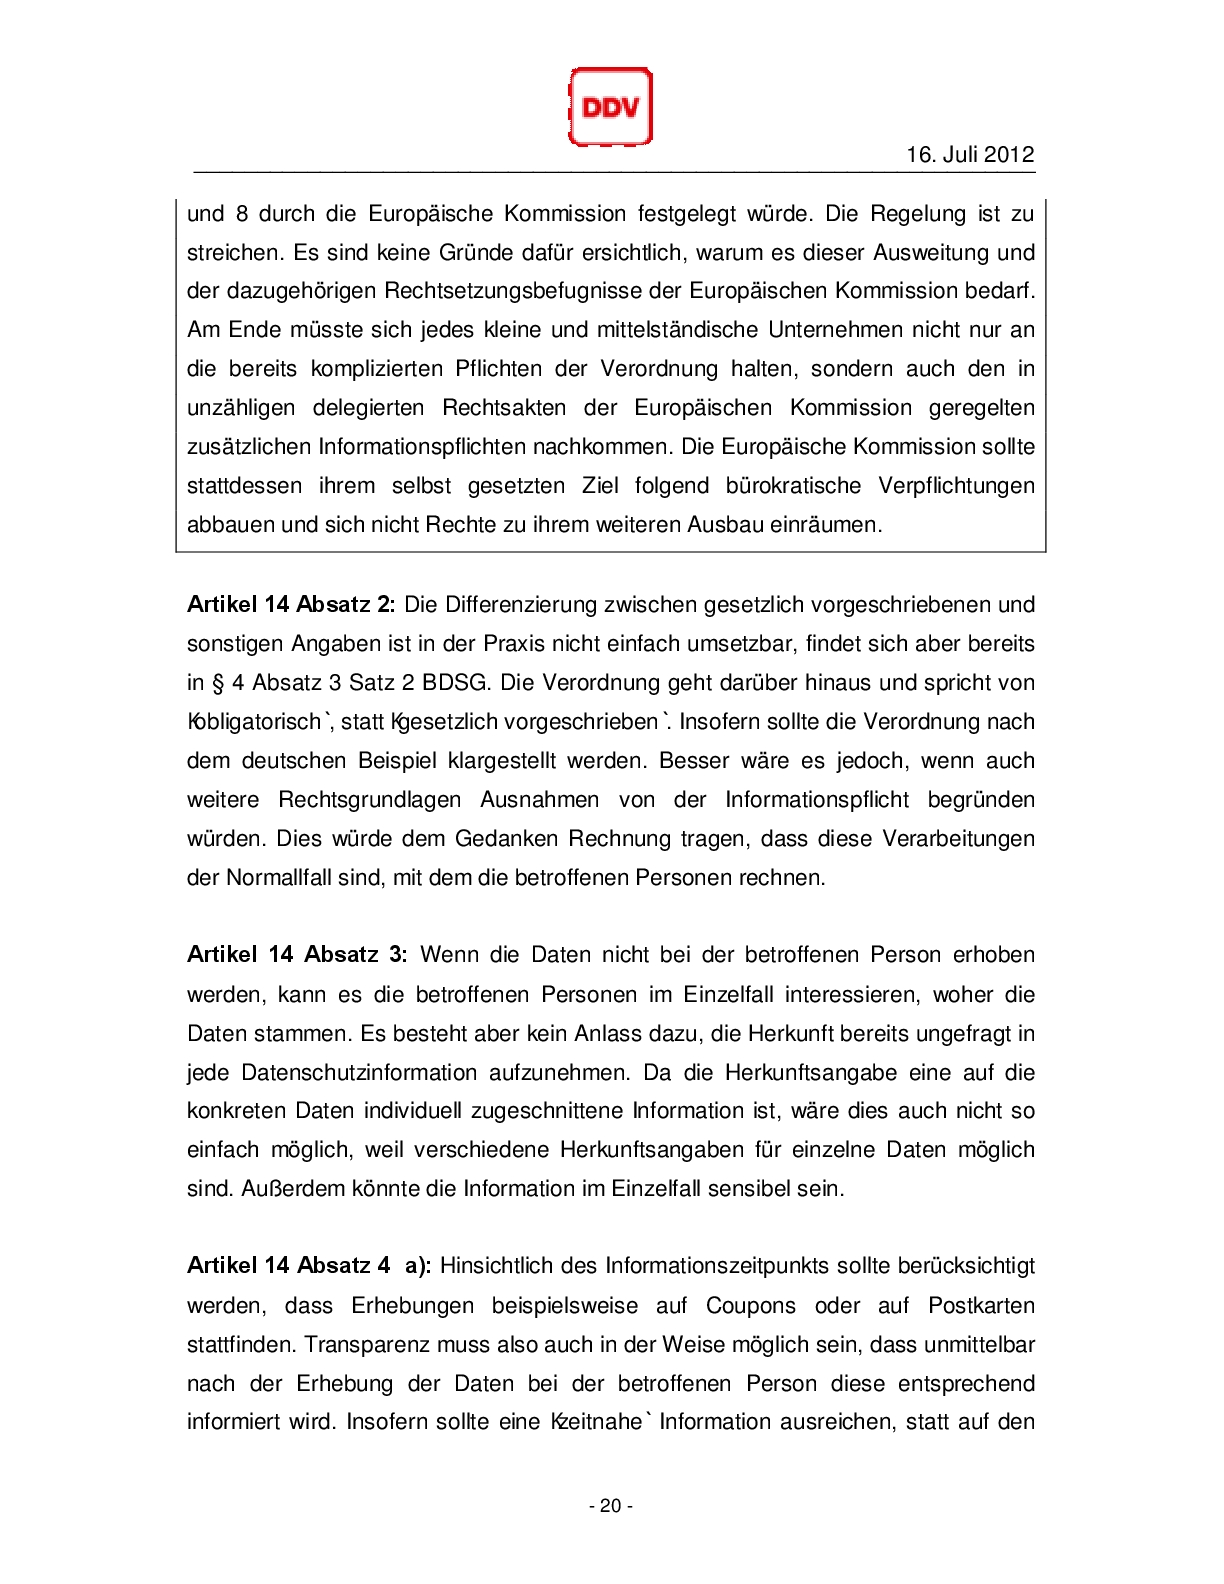 DDV
16. Juli 2012
und 8 durch die Europäische Kommission festgelegt würde. Die Regelung ist zu
streichen. Es sind keine Gründe dafür ersichtlich, warum es dieser Ausweitung und
der dazugehörigen Rechtsetzungsbefugnisse der Europäischen Kommission bedarf.
Am Ende müsste sich jedes kleine und mittelständische Unternehmen nicht nur an
die bereits komplizierten Pflichten der Verordnung halten, sondern auch den in
unzähligen delegierten Rechtsakten der Europäischen Kommission geregelten
zusätzlichen Informationspflichten nachkommen. Die Europäische Kommission sollte
stattdessen ihrem selbst gesetzten Ziel folgend bürokratische Verpflichtungen
abbauen und sich nicht Rechte zu ihrem weiteren Ausbau einräumen.
Artikel 14 Absatz 2: Die Differenzierung zwischen gesetzlich vorgeschriebenen und
sonstigen Angaben ist in der Praxis nicht einfach umsetzbar, findet sich aber bereits
in § 4 Absatz 3 Satz 2 BDSG. Die Verordnung geht darüber hinaus und spricht von
Kobligatorisch`, statt Kgesetzlich vorgeschrieben`. Insofern sollte die Verordnung nach
dem deutschen Beispiel klargestellt werden. Besser wäre es jedoch, wenn auch
weitere Rechtsgrundlagen Ausnahmen von der Informationspflicht begründen
würden. Dies würde dem Gedanken Rechnung tragen, dass diese Verarbeitungen
der Normallfall sind, mit dem die betroffenen Personen rechnen.
Artikel 14 Absatz 3: Wenn die Daten nicht bei der betroffenen Person erhoben
werden, kann es die betroffenen Personen im Einzelfall interessieren, woher die
Daten stammen. Es besteht aber kein Anlass dazu, die Herkunft bereits ungefragt in
jede Datenschutzinformation aufzunehmen. Da die Herkunftsangabe eine auf die
konkreten Daten individuell zugeschnittene Information ist, wäre dies auch nicht so
einfach möglich, weil verschiedene Herkunftsangaben für einzelne Daten möglich
sind. Außerdem könnte die Information im Einzelfall sensibel sein.
Artikel 14 Absatz 4 a): Hinsichtlich des Informationszeitpunkts sollte berücksichtigt
werden, dass Erhebungen beispielsweise auf Coupons oder auf Postkarten
stattfinden. Transparenz muss also auch in der Weise möglich sein, dass unmittelbar
nach der Erhebung der Daten bei der betroffenen Person diese entsprechend
informiert wird. Insofern sollte eine Kzeitnahe` Information ausreichen, statt auf den
- 20 -